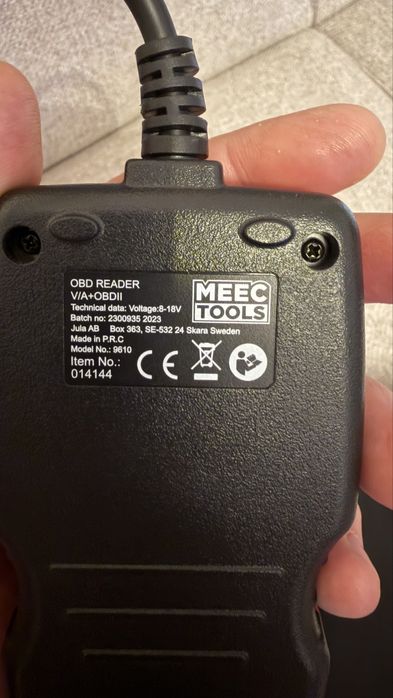 OBD READER
V/A+OBDII
Technical data: Voltage:8-18V
Batch no: 2300935 2023
Jula AB Box 363, SE-532 24 Skara Sweden
Made in P.R.C
Model No.: 9610
Item No.:
014144
MEEC
TOOLS
CE